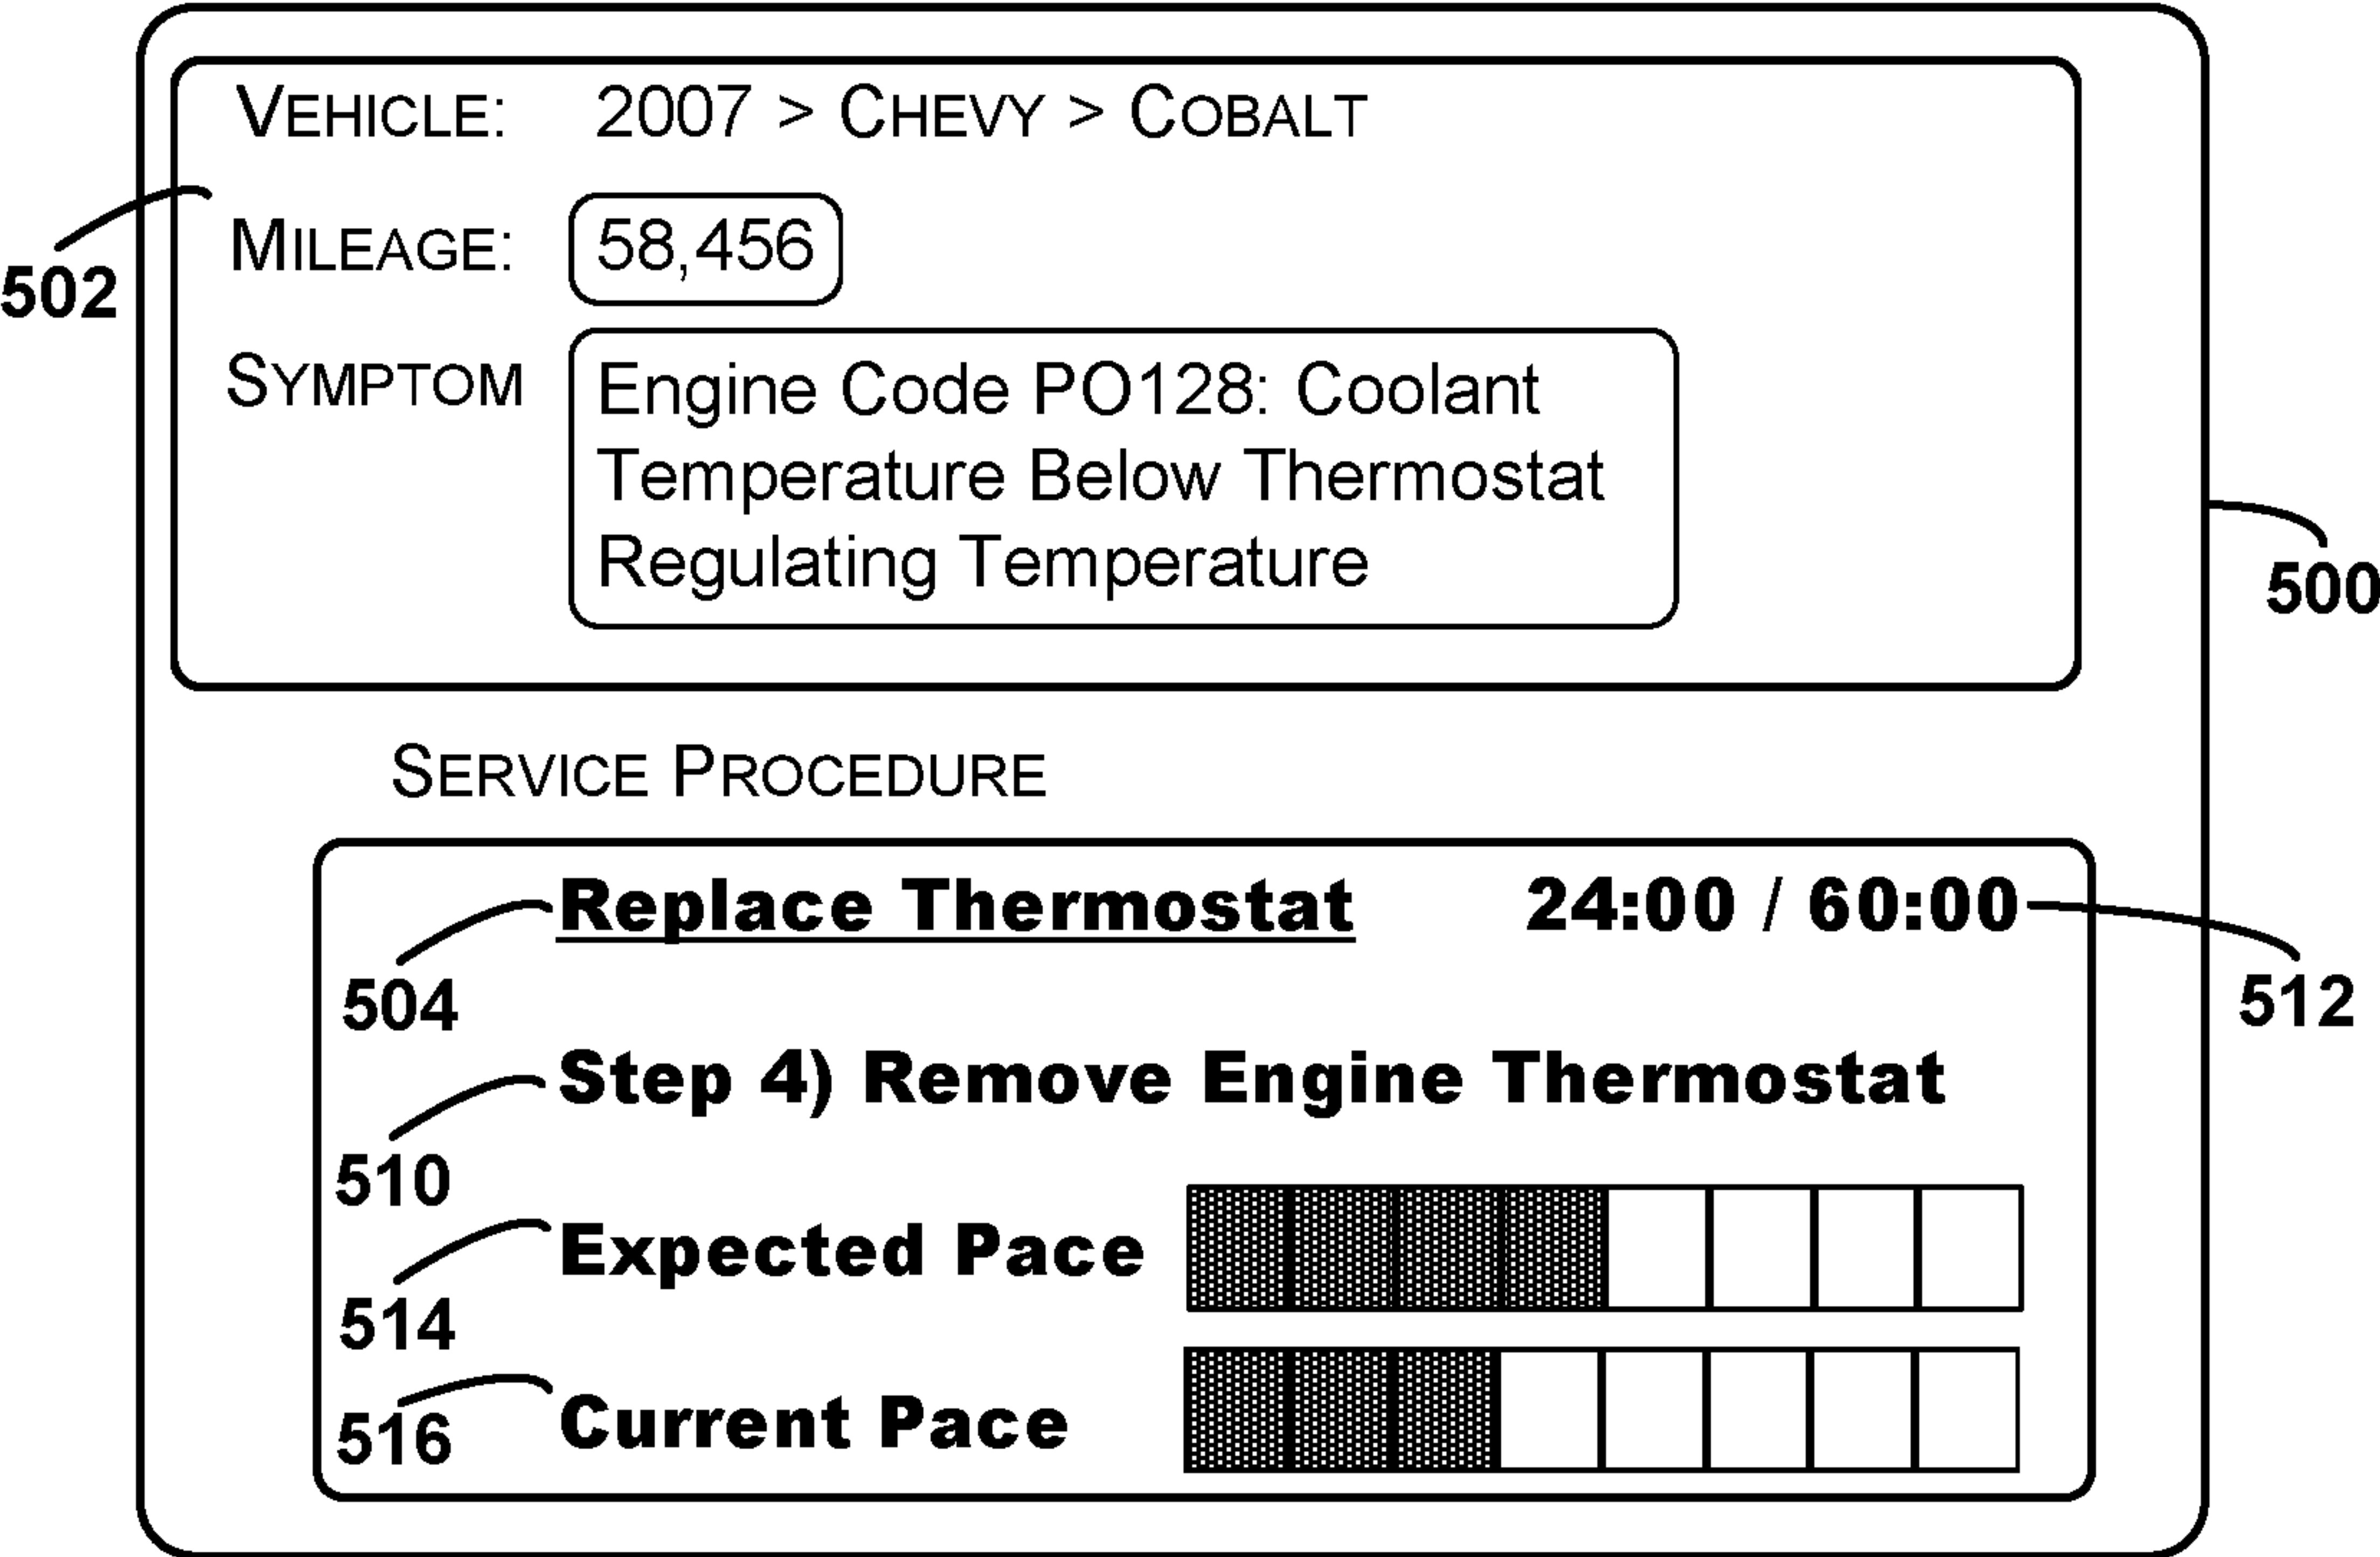 VEHICLE: 2007 > CHEVY > COBALT
MILEAGE: 58,456
502
SYMPTOM Engine Code PO128: Coolant
Temperature Below Thermostat
Regulating Temperature
500
SERVICE PROCEDURE
Replace Thermostat 24:00 / 60:00
504
512
Step 4) Remove Engine Thermostat
510
Expected Pace
514
Current Pace
516